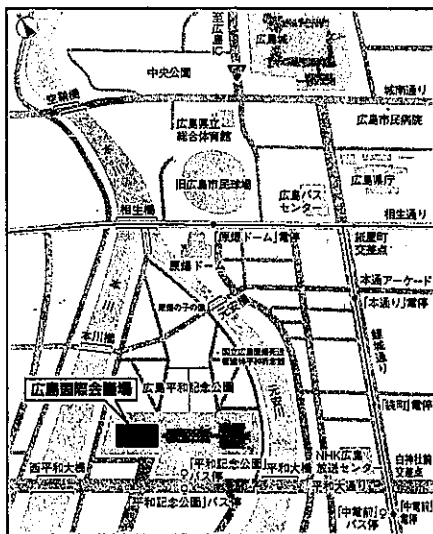 至広島IC
広島城
中央公園
城南通り
空鞘橋
広島県立
総合体育館
広島市民病院
旧広島市民球場
広島バス
センター
広島県庁
本川
相生橋
相生通り
「原爆ドーム」電停
紙屋町
交差点
原爆ドーム
本通アーケード
「本通り」電停
原爆の子の像
元安橋
本川橋
本川
国立広島原爆死没
者追悼平和祈念館
鯉城通り
広島国際会議場
広島平和記念公園
元安川
「袋町」電停
西平和大橋
「平和記念公園」
バス停
平和大橋
NHK広島
放送センター
白神社前
交差点
平和大通り
「平和記念公園」バス停
「中電前」
バス停
「中電前」電停